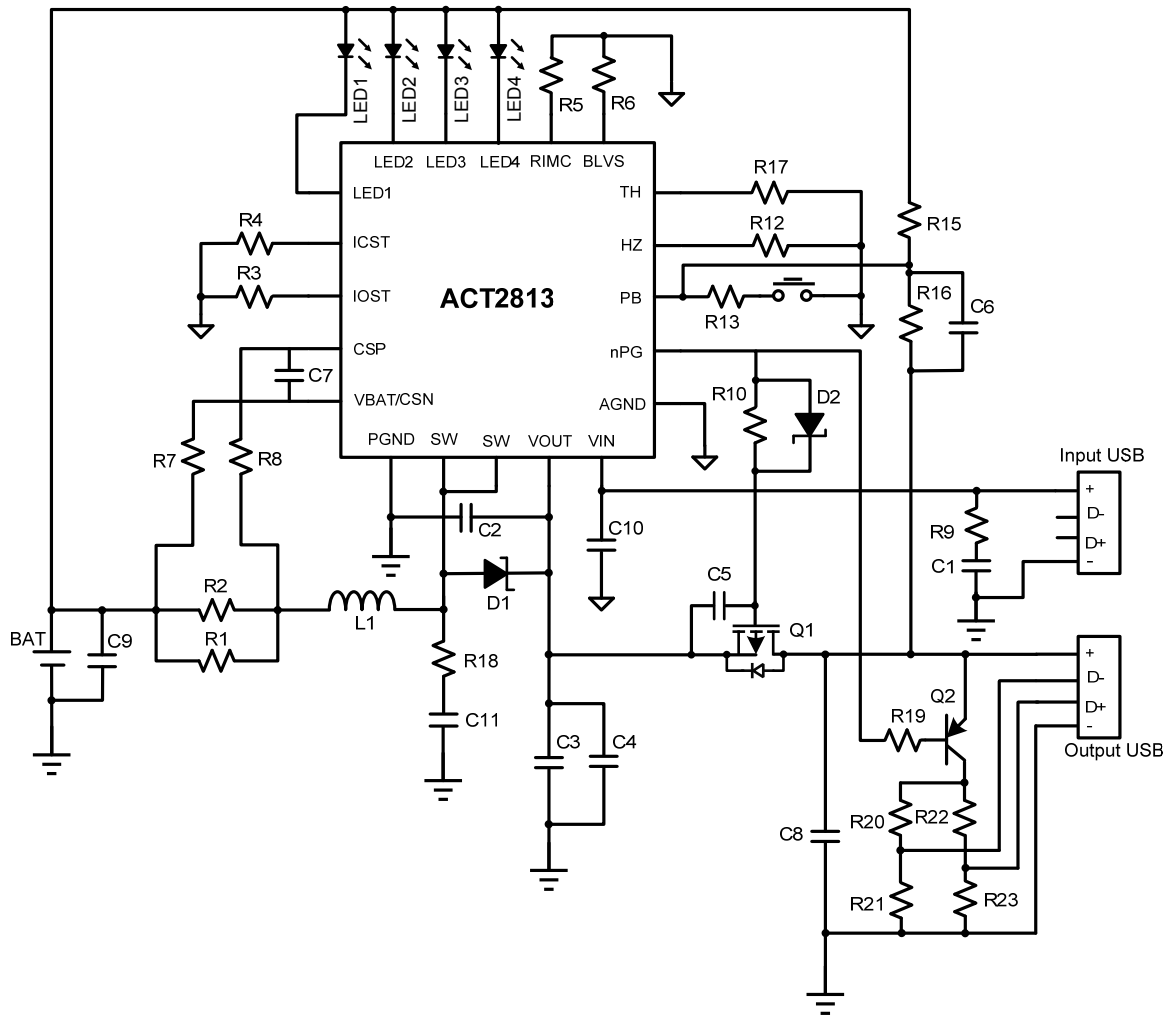 LED1
LED2
LED3
LED4
R5
R6
LED2 LED3 LED4 RIMC BLVS
LED1
ICST
IOST
CSP
VBAT/CSN
TH
HZ
PB
nPG
AGND
ACT2813
PGND SW SW VOUT VIN
R4
R3
R17
R12
R13
R15
R16
C6
C7
R10
D2
R7
R8
Input USB
+
D-
D+
-
R9
C1
C2
C10
D1
R2
R1
L1
C5
Q1
BAT
C9
R18
C11
C3
C4
Q2
R19
+
D-
D+
-
Output USB
C8
R20
R22
R21
R23